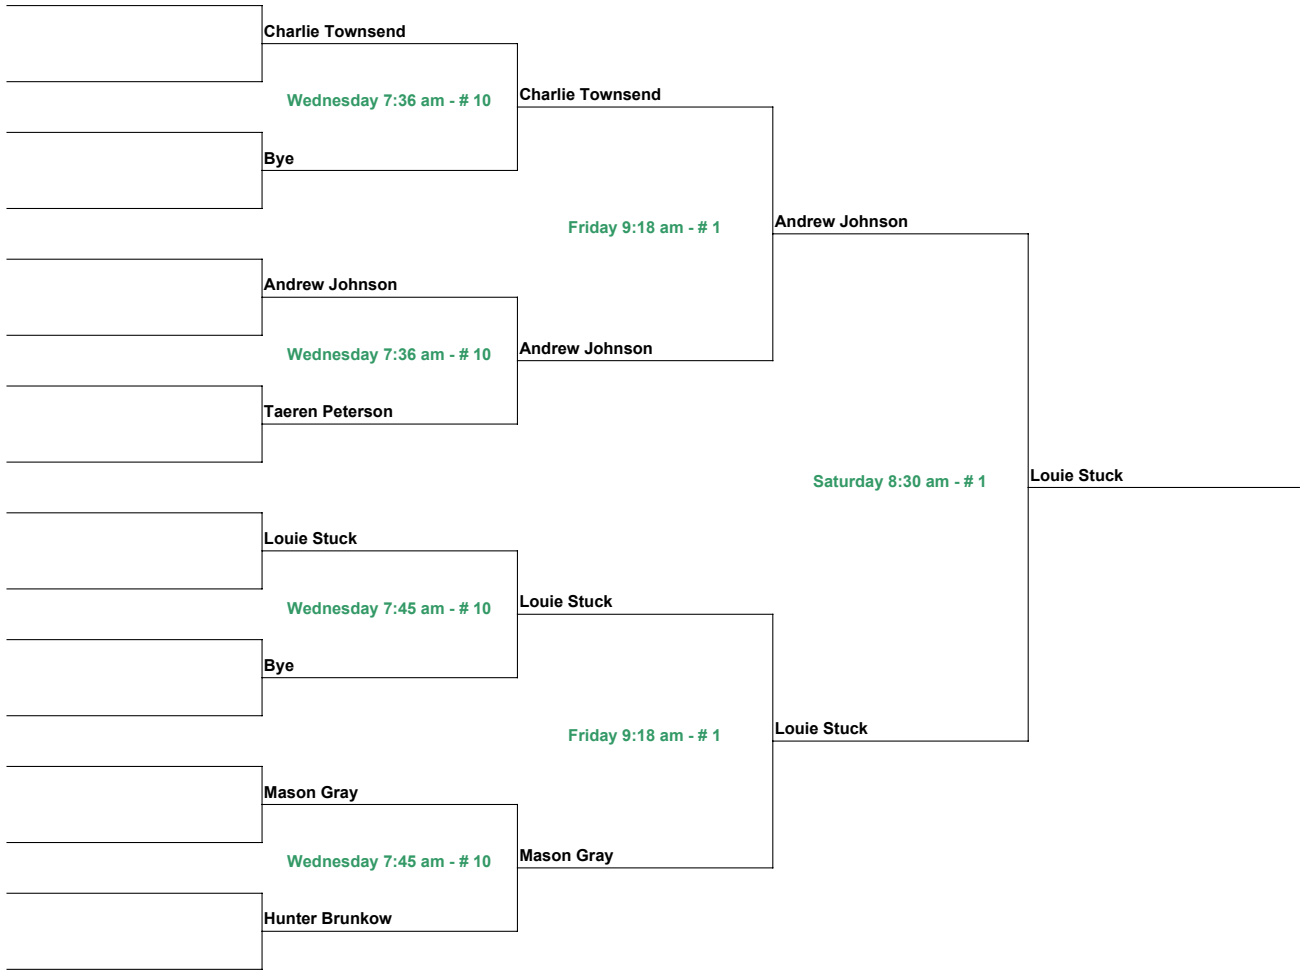 Charlie Townsend
Wednesday 7:36 am - # 10
Charlie Townsend
Bye
Friday 9:18 am - # 1
Andrew Johnson
Andrew Johnson
Wednesday 7:36 am - # 10
Andrew Johnson
Taeren Peterson
Saturday 8:30 am - # 1
Louie Stuck
Louie Stuck
Wednesday 7:45 am - # 10
Louie Stuck
Bye
Friday 9:18 am - # 1
Louie Stuck
Mason Gray
Wednesday 7:45 am - # 10
Mason Gray
Hunter Brunkow